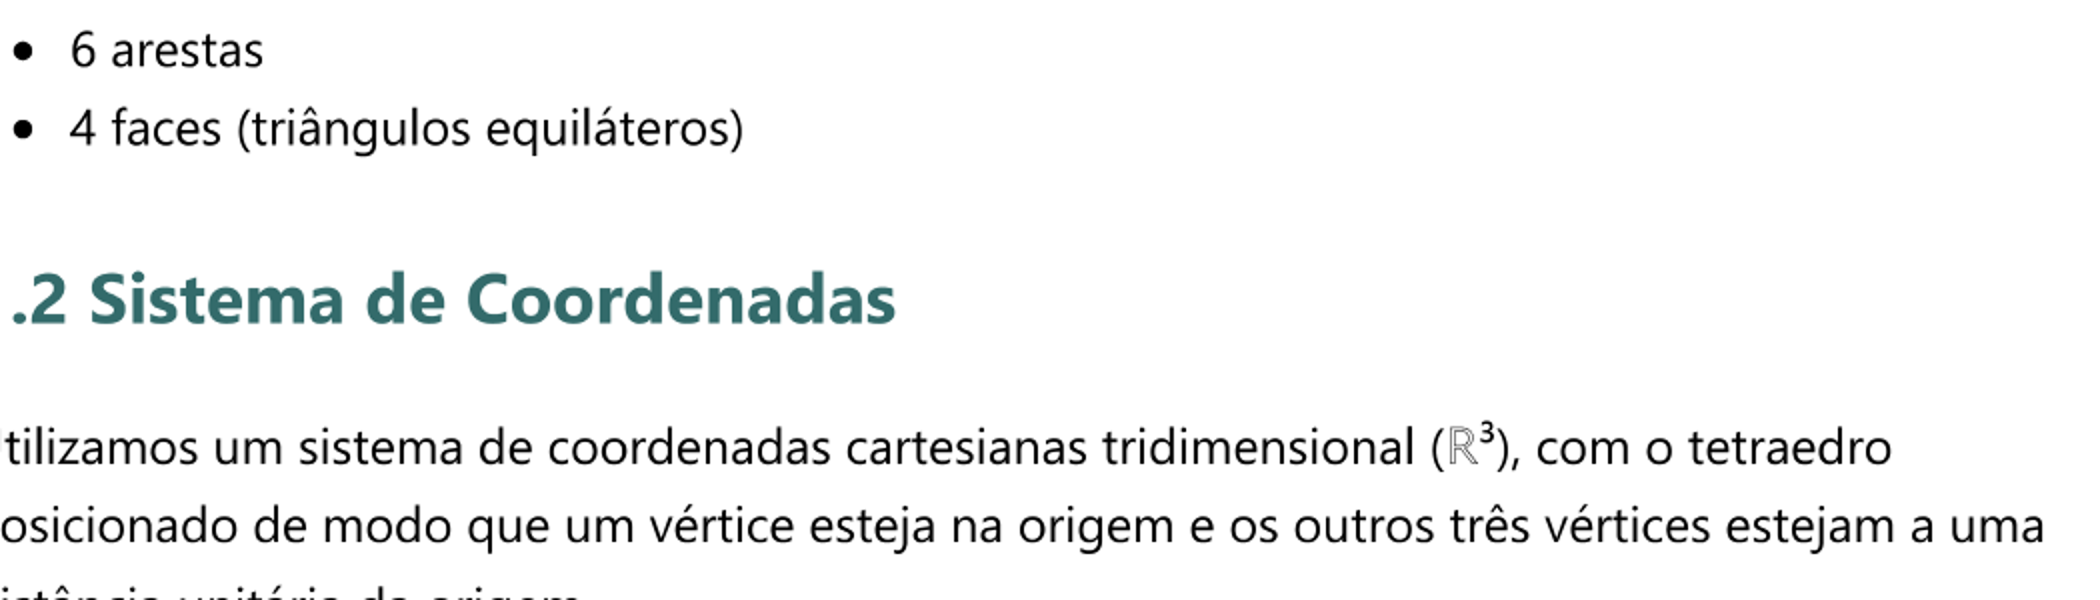 • 6 arestas
• 4 faces (triângulos equiláteros)
.2 Sistema de Coordenadas
tilizamos um sistema de coordenadas cartesianas tridimensional (ℝ³), com o tetraedro
osicionado de modo que um vértice esteja na origem e os outros três vértices estejam a uma